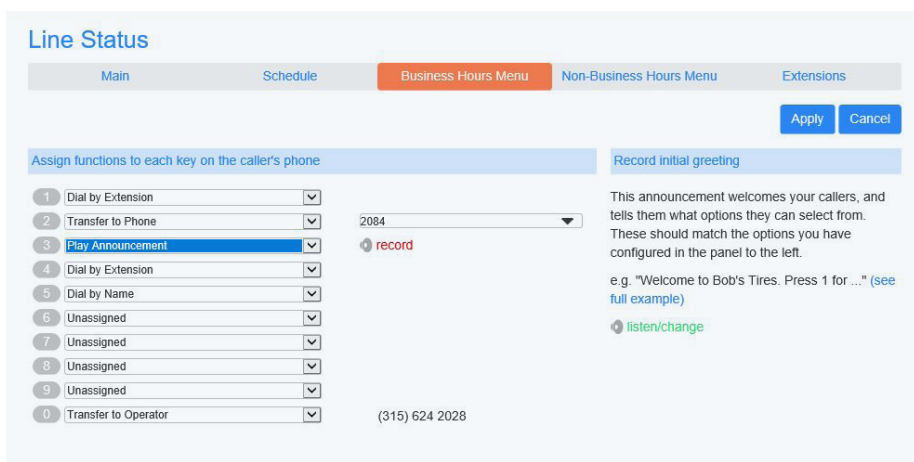 Line Status
Main Schedule Business Hours Menu Non-Business Hours Menu Extensions
Apply Cancel
Assign functions to each key on the caller's phone
1 Dial by Extension
2 Transfer to Phone 2084
3 Play Announcement record
4 Dial by Extension
5 Dial by Name
6 Unassigned
7 Unassigned
8 Unassigned
9 Unassigned
0 Transfer to Operator (315) 624 2028
Record initial greeting
This announcement welcomes your callers, and
tells them what options they can select from.
These should match the options you have
configured in the panel to the left.
e.g. "Welcome to Bob's Tires. Press 1 for ..." (see
full example)
listen/change